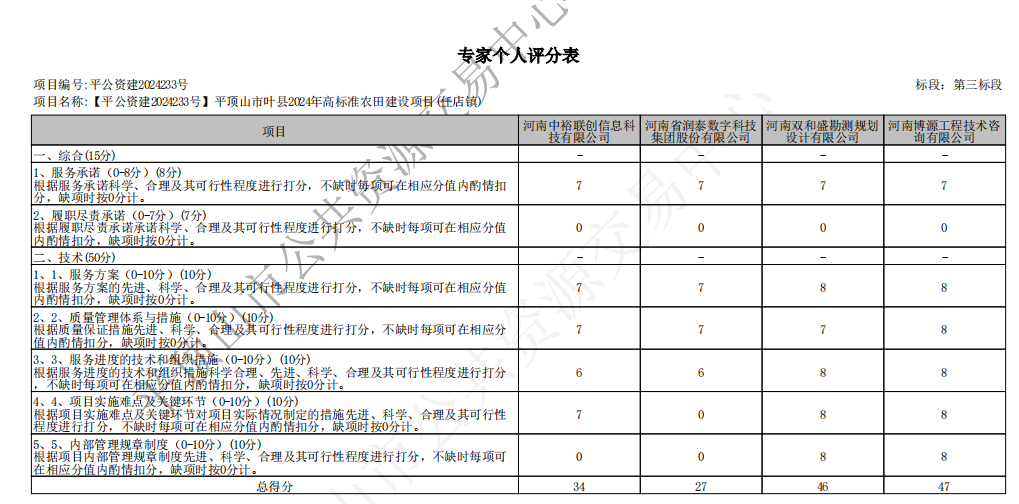 专家个人评分表
项目编号:平公资建2024233号
标段: 第三标段
项目名称:【平公资建2024233号】平顶山市叶县2024年高标准农田建设项目(任店镇)
项目 河南中裕联创信息科技有限公司 河南省润泰数字科技集团股份有限公司 河南双和盛勘测规划设计有限公司 河南博源工程技术咨询有限公司
一、综合(15分) – – – –
1、服务承诺（0-8分）(8分)
根据服务承诺科学、合理及其可行性程度进行打分，不缺时每项可在相应分值内酌情扣 7 7 7 7
分，缺项时按0分计。
2、履职尽责承诺（0-7分）(7分)
根据履职尽责承诺承诺科学、合理及其可行性程度进行打分，不缺时每项可在相应分值 0 0 0 0
内酌情扣分，缺项时按0分计。
二、技术(50分) – – – –
1、1、服务方案（0-10分）(10分)
根据服务方案的先进、科学、合理及其可行性程度进行打分，不缺时每项可在相应分值 7 7 8 8
内酌情扣分，缺项时按0分计。
2、2、质量管理体系与措施（0-10分）(10分)
根据质量保证措施先进、科学、合理及其可行性程度进行打分，不缺时每项可在相应分 7 7 7 8
值内酌情扣分，缺项时按0分计。
3、3、服务进度的技术和组织措施（0-10分）(10分)
根据服务进度的技术和组织措施科学合理、先进、科学、合理及其可行性程度进行打分 6 6 8 8
，不缺时每项可在相应分值内酌情扣分，缺项时按0分计。
4、4、项目实施难点及关键环节（0-10分）(10分)
根据项目实施难点及关键环节对项目实际情况制定的措施先进、科学、合理及其可行性 7 0 8 8
程度进行打分，不缺时每项可在相应分值内酌情扣分，缺项时按0分计。
5、5、内部管理规章制度（0-10分）(10分)
根据项目内部管理规章制度先进、科学、合理及其可行性程度进行打分，不缺时每项可 0 0 8 8
在相应分值内酌情扣分，缺项时按0分计。
总得分 34 27 46 47
平顶山市公共资源交易中心
山市公共资源交易中心